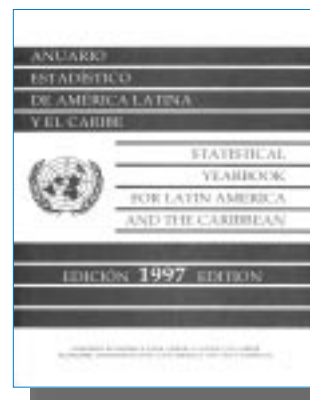 ANUARIO
ESTADÍSTICO
DE AMÉRICA LATINA
Y EL CARIBE
STATISTICAL
YEARBOOK
FOR LATIN AMERICA
AND THE CARIBBEAN
EDICIÓN 1997 EDITION